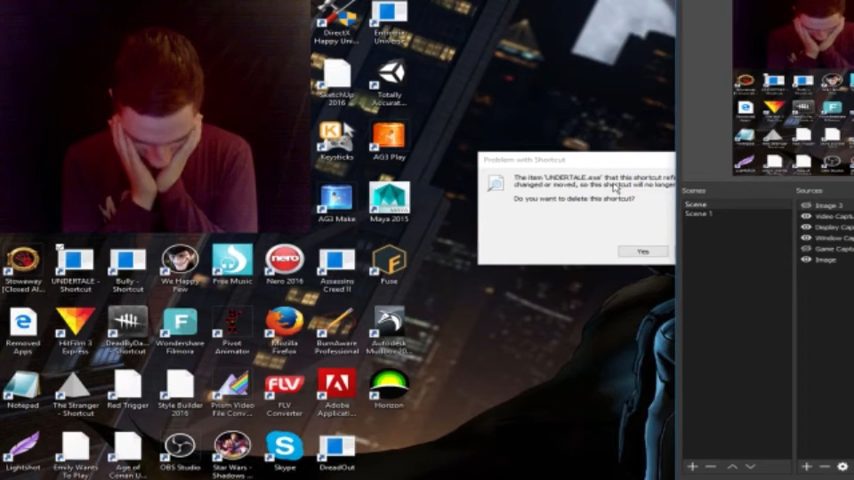 DirectX
Happy Uni...
SketchUp
2016
Totally
Accurat...
Keysticks
AG3 Play
AG3 Make
Maya 2015
Problem with Shortcut
The item 'UNDERTALE.exe' that this shortcut refe
changed or moved, so this shortcut will no longer
Do you want to delete this shortcut?
Yes
Stowaway
[Closed Al...
UNDERTALE -
Shortcut
Bully -
Shortcut
We Happy
Few
Free Music
nero
Nero 2016
Assassins
Creed II
Fuse
Removed
Apps
HitFilm 3
Express
DeadByDa...
Shortcut
Wondershare
Filmora
Pivot
Animator
Mozilla
Firefox
BurnAware
Professional
Autodesk
Notepad
The Stranger
- Shortcut
Red Trigger
Style Builder
2016
Prism Video
File Conv...
FLV
FLV
Converter
Adobe
Applicati...
Horizon
Lightshot
Emily Wants
To Play
Age of
Conan U...
OBS Studio
Star Wars -
Shadows ...
Skype
DreadOut
Scenes
Scene
Scene 1
Sources
Image 3
Video Captu
Display Cap
Window Ca
Game Captu
Image